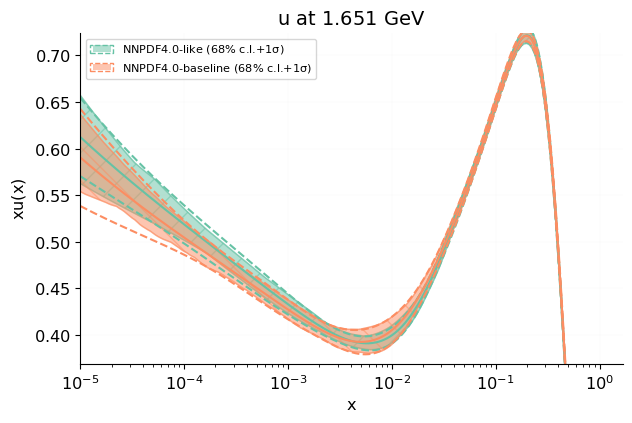 u at 1.651 GeV
NNPDF4.0-like (68% c.l.+1σ)
NNPDF4.0-baseline (68% c.l.+1σ)
xu(x)
0.70
0.65
0.60
0.55
0.50
0.45
0.40
10⁻⁵ 10⁻⁴ 10⁻³ 10⁻² 10⁻¹ 10⁰
x